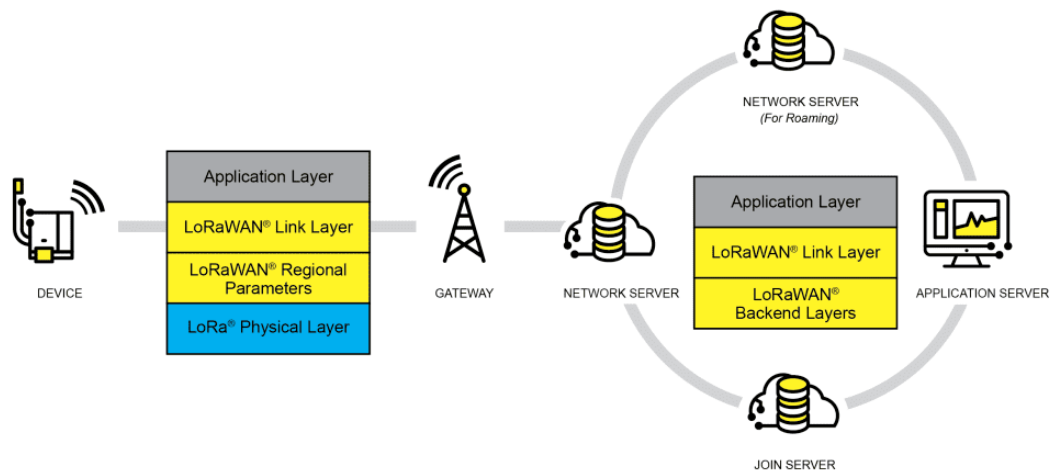 NETWORK SERVER
(For Roaming)
Application Layer
LoRaWAN® Link Layer
LoRaWAN® Regional
Parameters
LoRa® Physical Layer
Application Layer
LoRaWAN® Link Layer
LoRaWAN®
Backend Layers
DEVICE
GATEWAY
NETWORK SERVER
APPLICATION SERVER
JOIN SERVER